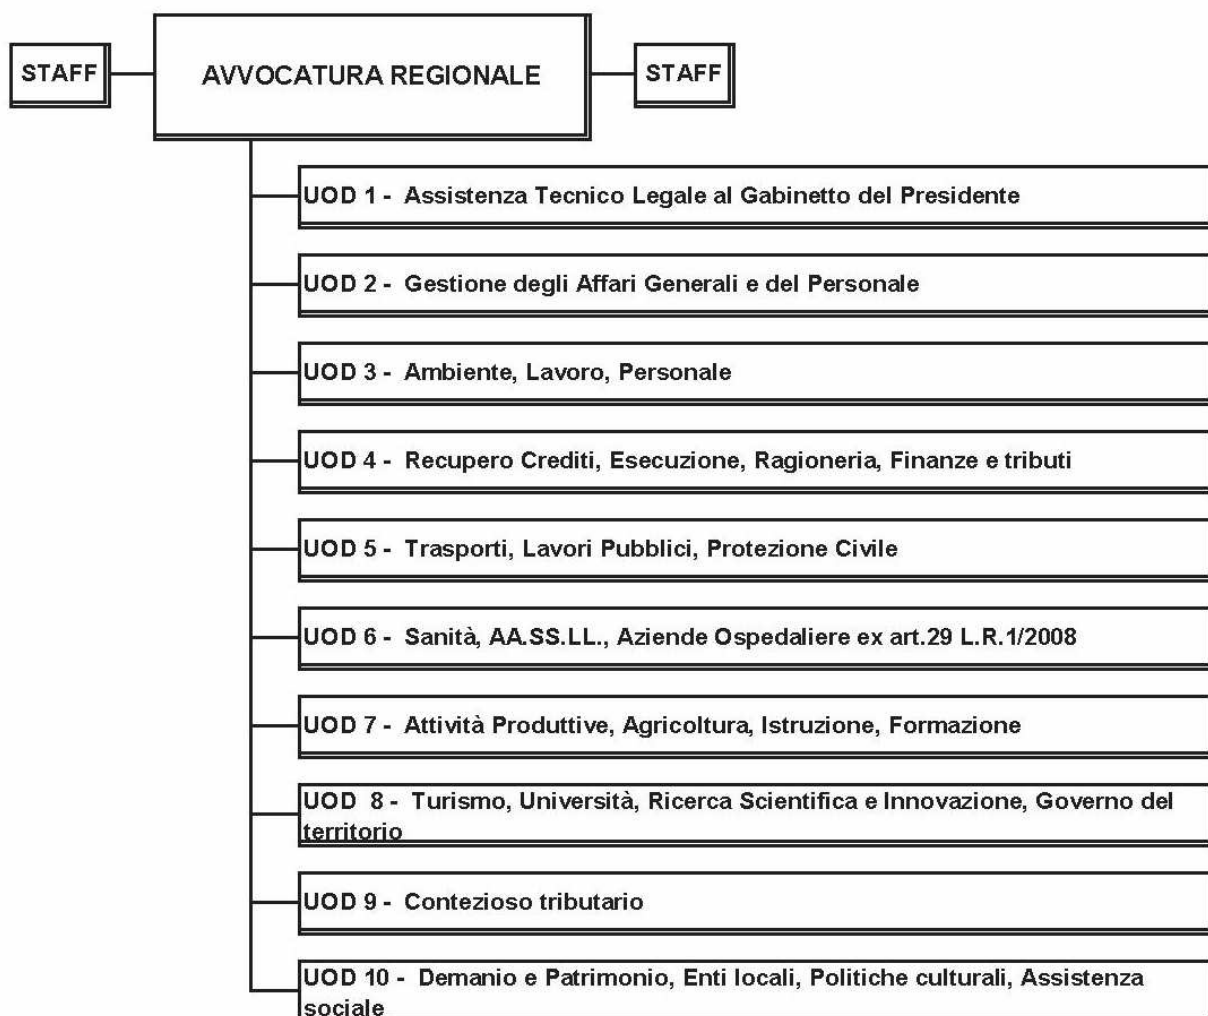 STAFF
AVVOCATURA REGIONALE
STAFF
UOD 1 - Assistenza Tecnico Legale al Gabinetto del Presidente
UOD 2 - Gestione degli Affari Generali e del Personale
UOD 3 - Ambiente, Lavoro, Personale
UOD 4 - Recupero Crediti, Esecuzione, Ragioneria, Finanze e tributi
UOD 5 - Trasporti, Lavori Pubblici, Protezione Civile
UOD 6 - Sanità, AA.SS.LL., Aziende Ospedaliere ex art.29 L.R.1/2008
UOD 7 - Attività Produttive, Agricoltura, Istruzione, Formazione
UOD 8 - Turismo, Università, Ricerca Scientifica e Innovazione, Governo del
territorio
UOD 9 - Contezioso tributario
UOD 10 - Demanio e Patrimonio, Enti locali, Politiche culturali, Assistenza
sociale